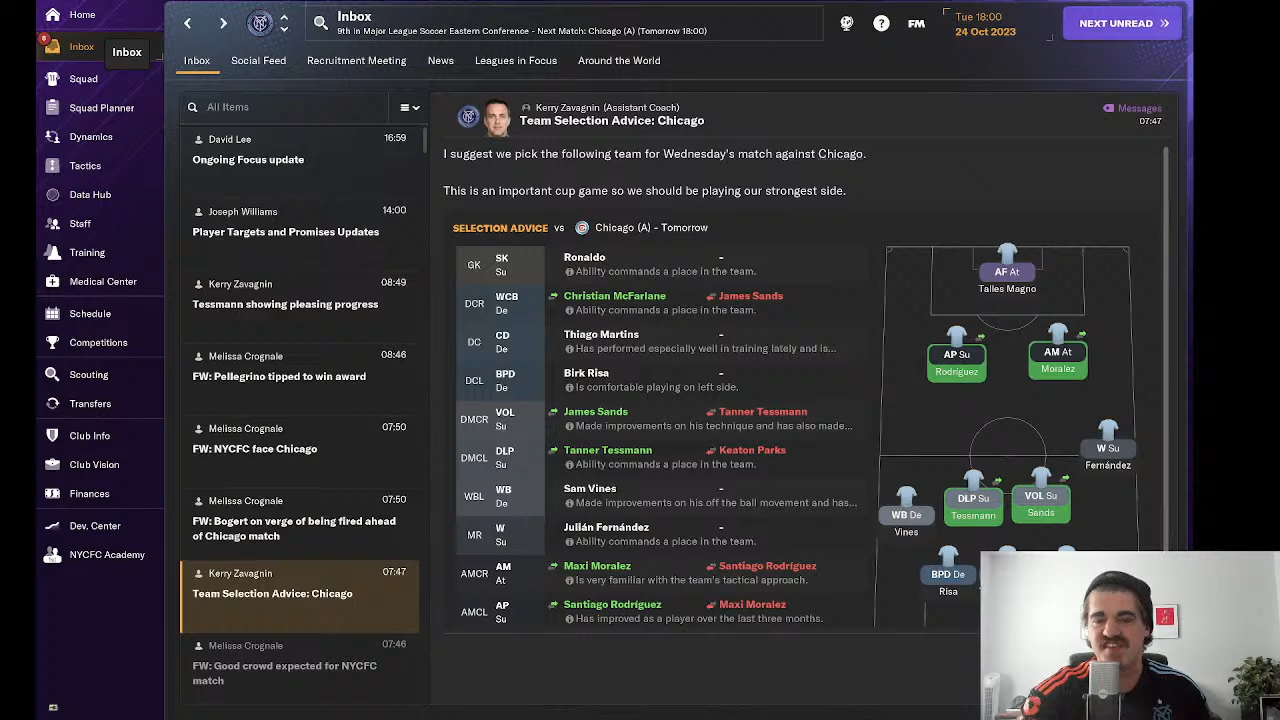 Home
8
Inbox
Inbox
Squad
Squad Planner
Dynamics
Tactics
Data Hub
Staff
Training
Medical Center
Schedule
Competitions
Scouting
Transfers
Club Info
Club Vision
Finances
Dev. Center
NYCFC Academy
Inbox
9th in Major League Soccer Eastern Conference - Next Match: Chicago (A) (Tomorrow 18:00)
?
FM
Tue 18:00
24 Oct 2023
NEXT UNREAD
Inbox
Social Feed
Recruitment Meeting
News
Leagues in Focus
Around the World
All Items
David Lee
16:59
Ongoing Focus update
Joseph Williams
14:00
Player Targets and Promises Updates
Kerry Zavagnin
08:49
Tessmann showing pleasing progress
Melissa Crognale
08:46
FW: Pellegrino tipped to win award
Melissa Crognale
07:50
FW: NYCFC face Chicago
Melissa Crognale
07:50
FW: Bogert on verge of being fired ahead
of Chicago match
Kerry Zavagnin
07:47
Team Selection Advice: Chicago
Melissa Crognale
07:46
FW: Good crowd expected for NYCFC
match
Kerry Zavagnin (Assistant Coach)
Team Selection Advice: Chicago
Messages
07:47
I suggest we pick the following team for Wednesday's match against Chicago.
This is an important cup game so we should be playing our strongest side.
SELECTION ADVICE vs Chicago (A) - Tomorrow
GK SK Su Ronaldo -
Ability commands a place in the team.
DCR WCB De Christian McFarlane James Sands
Ability commands a place in the team.
DC CD De Thiago Martins -
Has performed especially well in training lately and is...
DCL BPD De Birk Risa -
Is comfortable playing on left side.
DMCR VOL Su James Sands Tanner Tessmann
Made improvements on his technique and has also made...
DMCL DLP Su Tanner Tessmann Keaton Parks
Ability commands a place in the team.
WBL WB De Sam Vines -
Made improvements on his off the ball movement and has...
MR W Su Julián Fernández -
Ability commands a place in the team.
AMCR AM At Maxi Moralez Santiago Rodríguez
Is very familiar with the team's tactical approach.
AMCL AP Su Santiago Rodríguez Maxi Moralez
Has improved as a player over the last three months.
AF At
Talles Magno
AP Su
Rodríguez
AM At
Moralez
W Su
Fernández
DLP Su
Tessmann
VOL Su
Sands
WB De
Vines
BPD De
Risa